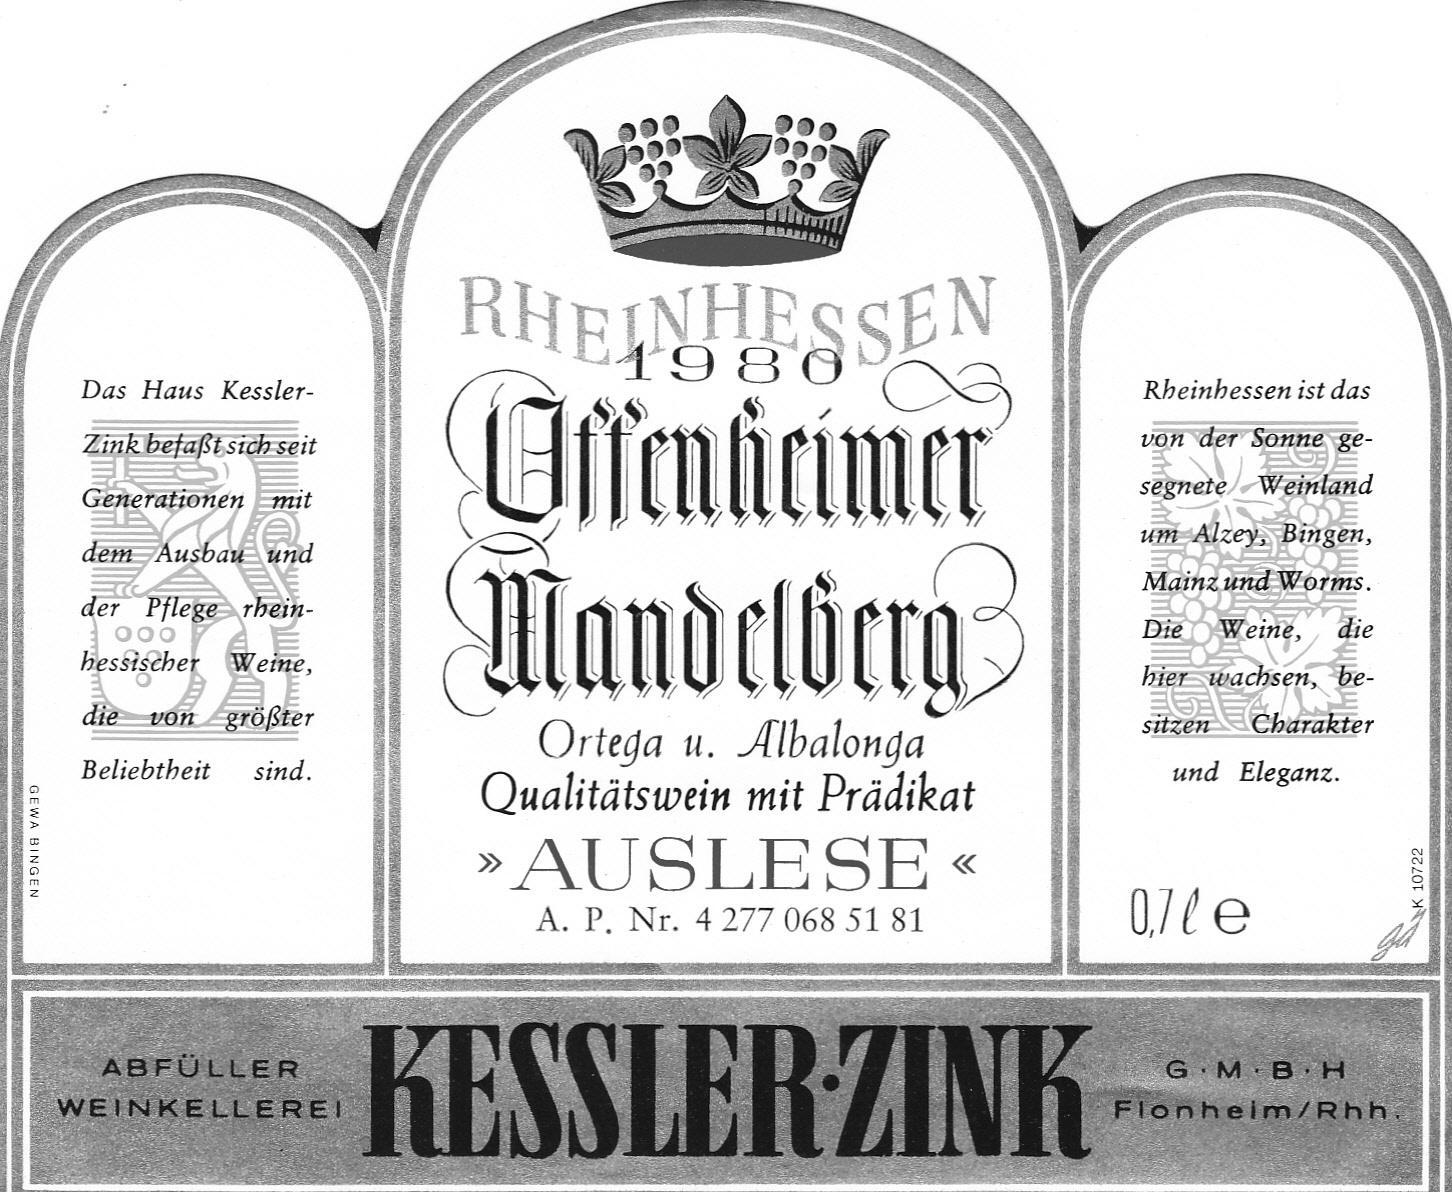 RHEINHESSEN
1980
Offenheimer
Mandelberg
Ortega u. Albalonga
Qualitätswein mit Prädikat
»AUSLESE«
A. P. Nr. 4 277 068 51 81
Das Haus Kessler-
Zink befaßt sich seit
Generationen mit
dem Ausbau und
der Pflege rhein-
hessischer Weine,
die von größter
Beliebtheit sind.
GEWA BINGEN
Rheinhessen ist das
von der Sonne ge-
segnete Weinland
um Alzey, Bingen,
Mainz und Worms.
Die Weine, die
hier wachsen, be-
sitzen Charakter
und Eleganz.
0,7 l e
K 10722
ABFÜLLER
WEINKELLEREI
KESSLER·ZINK
G·M·B·H
Flonheim/Rhh.